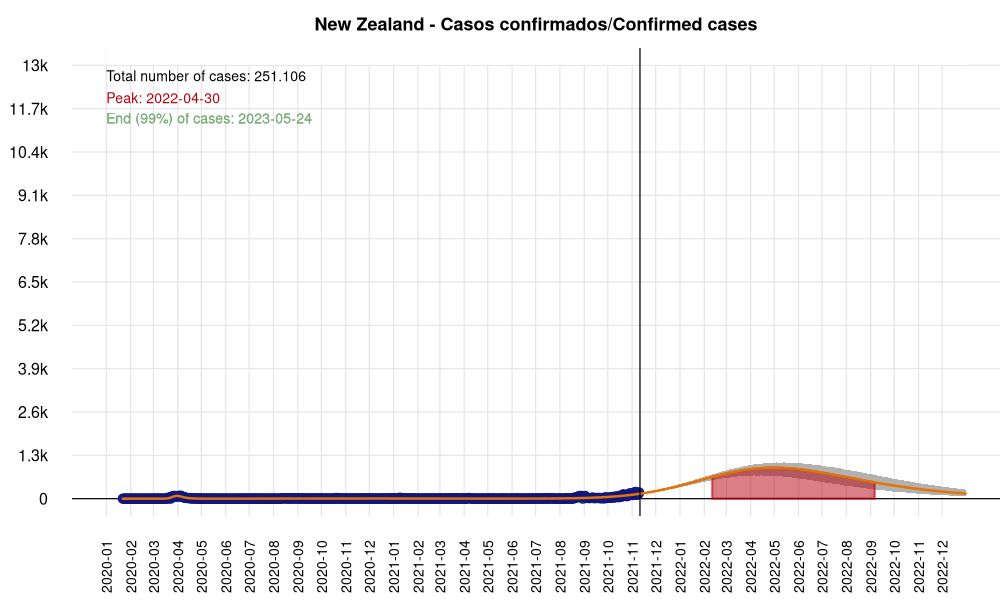 New Zealand - Casos confirmados/Confirmed cases
Total number of cases: 251.106
Peak: 2022-04-30
End (99%) of cases: 2023-05-24
13k
11.7k
10.4k
9.1k
7.8k
6.5k
5.2k
3.9k
2.6k
1.3k
0
2020-01
2020-02
2020-03
2020-04
2020-05
2020-06
2020-07
2020-08
2020-09
2020-10
2020-11
2020-12
2021-01
2021-02
2021-03
2021-04
2021-05
2021-06
2021-07
2021-08
2021-09
2021-10
2021-11
2021-12
2022-01
2022-02
2022-03
2022-04
2022-05
2022-06
2022-07
2022-08
2022-09
2022-10
2022-11
2022-12